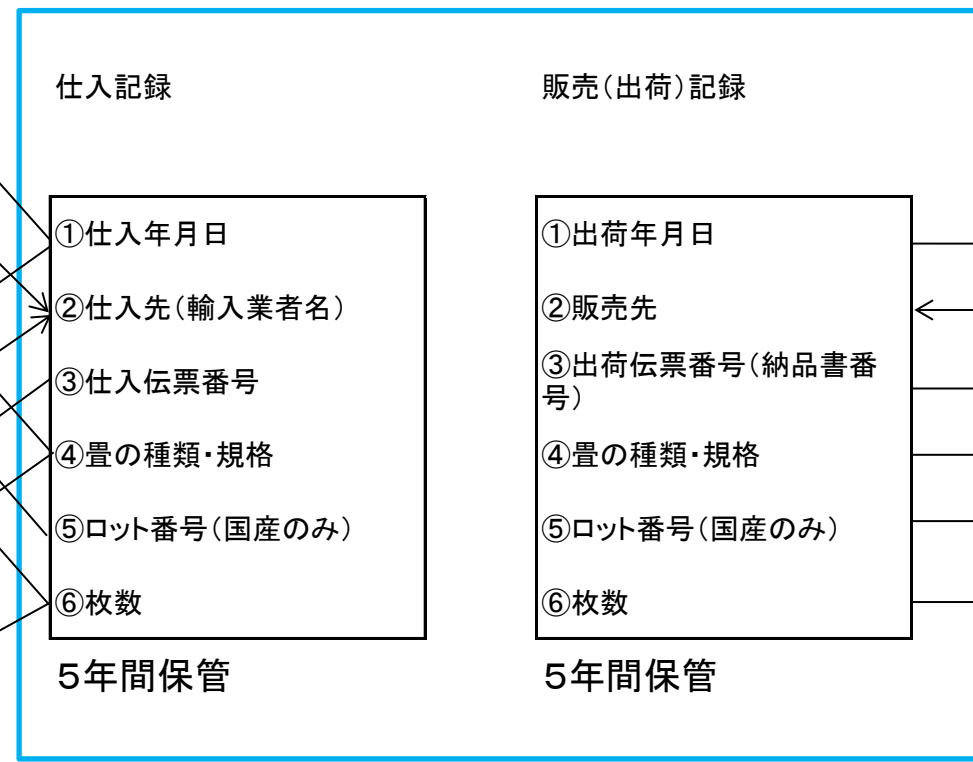 仕入記録
①仕入年月日
②仕入先(輸入業者名)
③仕入伝票番号
④畳の種類・規格
⑤ロット番号(国産のみ)
⑥枚数
５年間保管
販売(出荷)記録
①出荷年月日
②販売先
③出荷伝票番号(納品書番
号)
④畳の種類・規格
⑤ロット番号(国産のみ)
⑥枚数
５年間保管